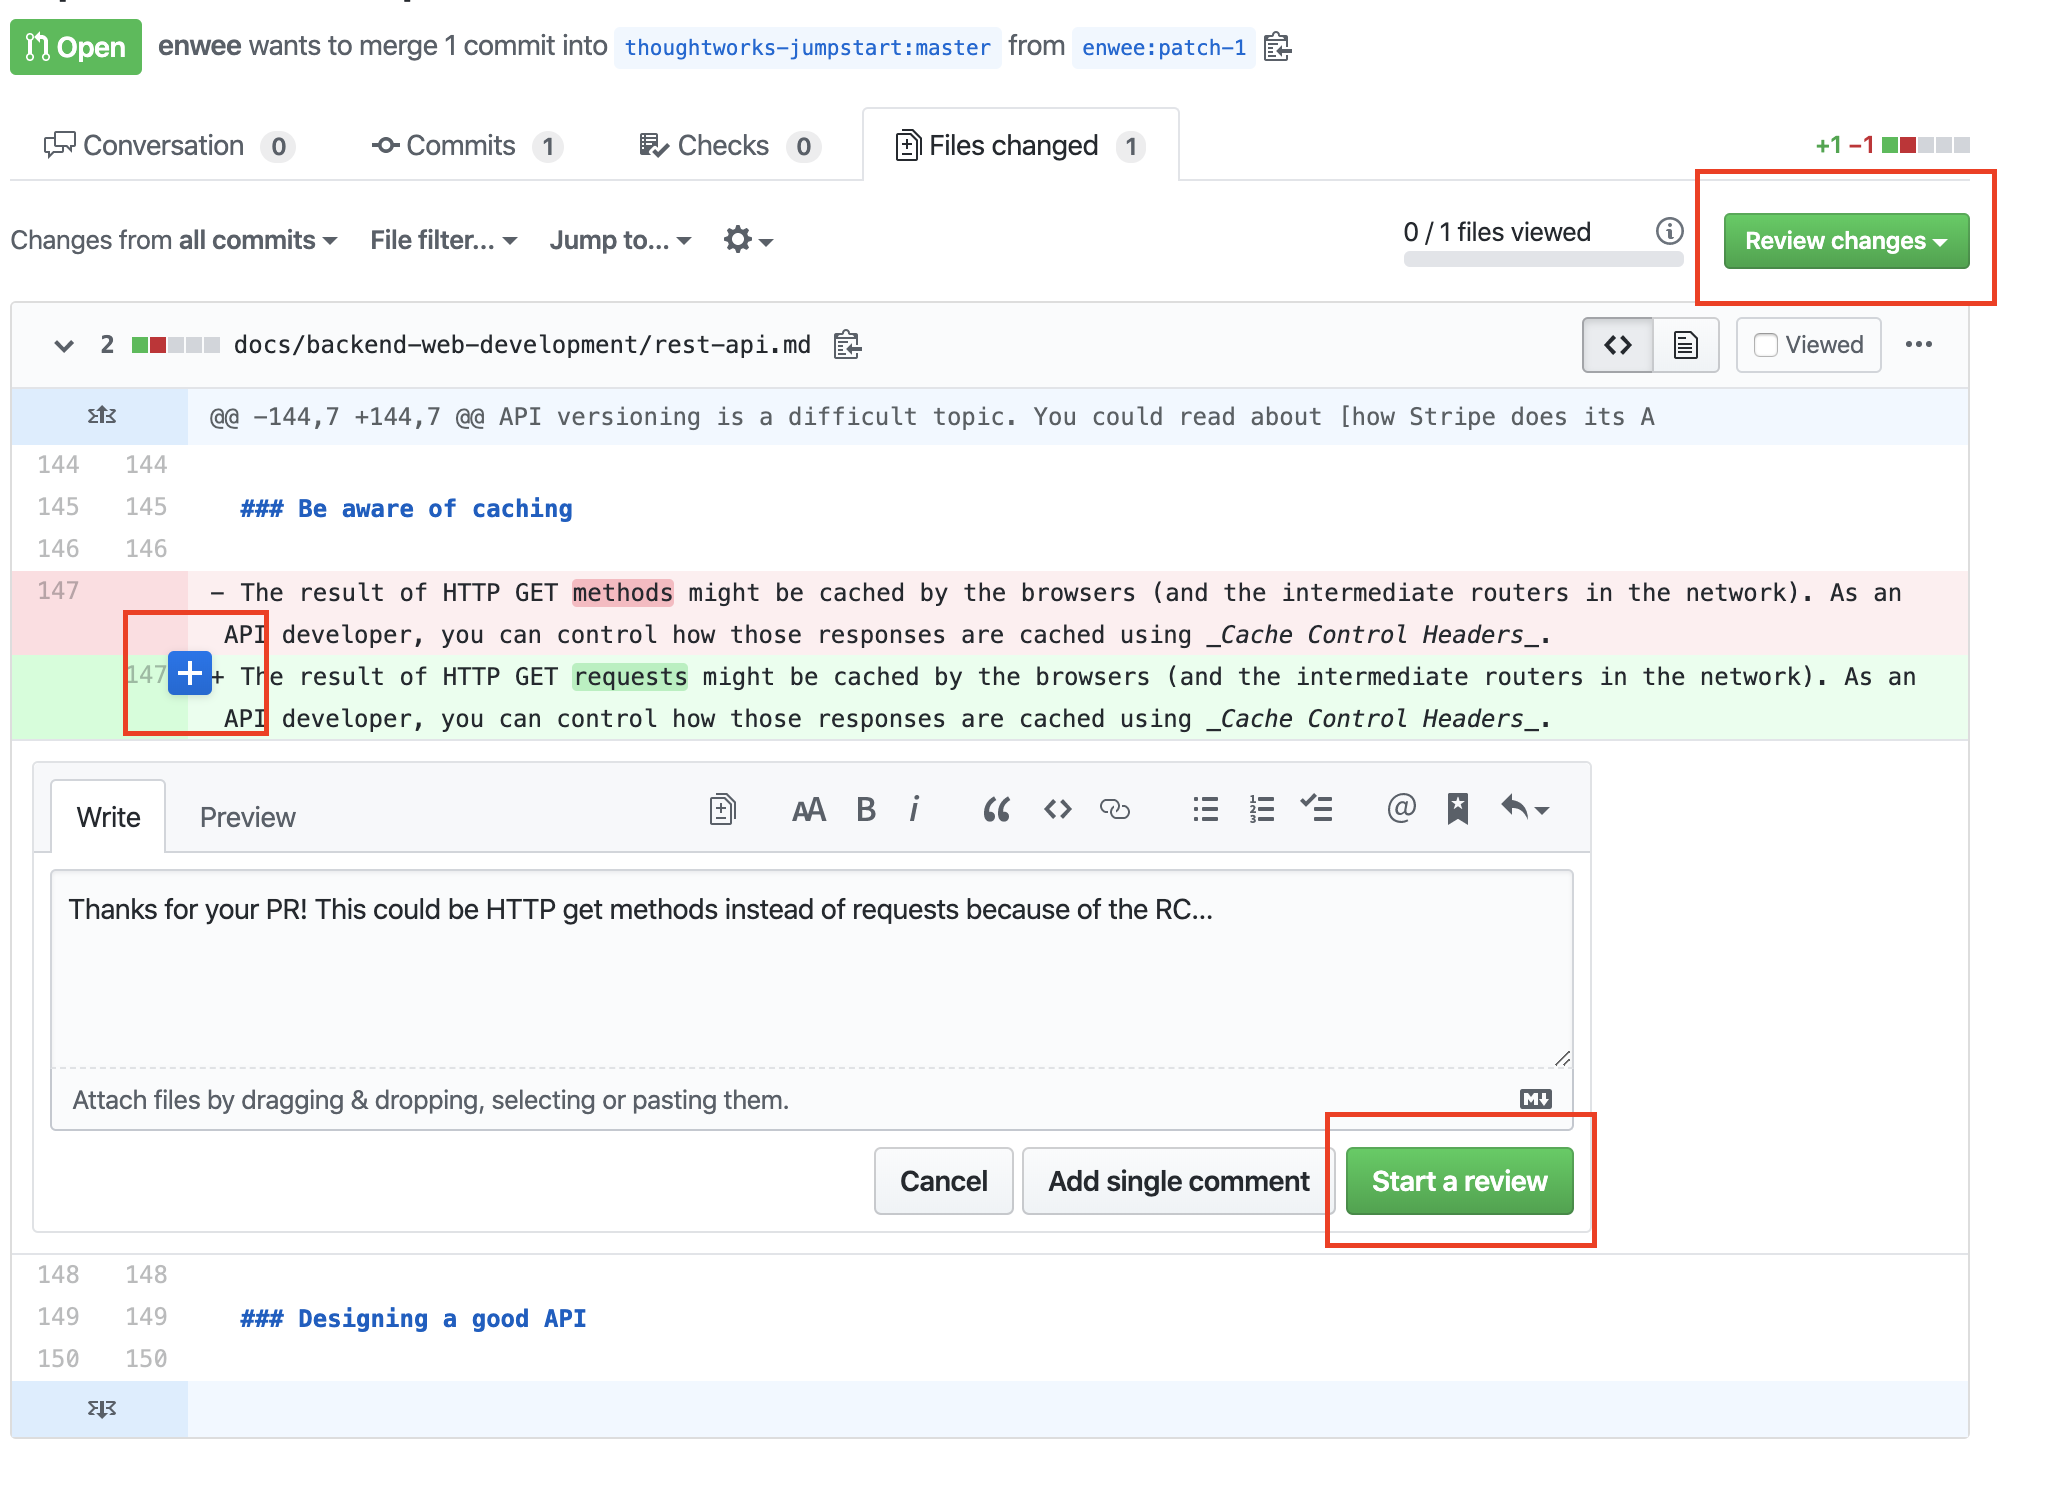 Open enwee wants to merge 1 commit into thoughtworks-jumpstart:master from enwee:patch-1
Conversation 0 Commits 1 Checks 0 Files changed 1 +1 −1
Changes from all commits File filter... Jump to... 0 / 1 files viewed Review changes
2 docs/backend-web-development/rest-api.md Viewed
@@ -144,7 +144,7 @@ API versioning is a difficult topic. You could read about [how Stripe does its A
144 144
145 145 ### Be aware of caching
146 146
147 - The result of HTTP GET methods might be cached by the browsers (and the intermediate routers in the network). As an
API developer, you can control how those responses are cached using _Cache Control Headers_.
147 + The result of HTTP GET requests might be cached by the browsers (and the intermediate routers in the network). As an
API developer, you can control how those responses are cached using _Cache Control Headers_.
Write Preview
Thanks for your PR! This could be HTTP get methods instead of requests because of the RC...
Attach files by dragging & dropping, selecting or pasting them.
Cancel Add single comment Start a review
148 148
149 149 ### Designing a good API
150 150